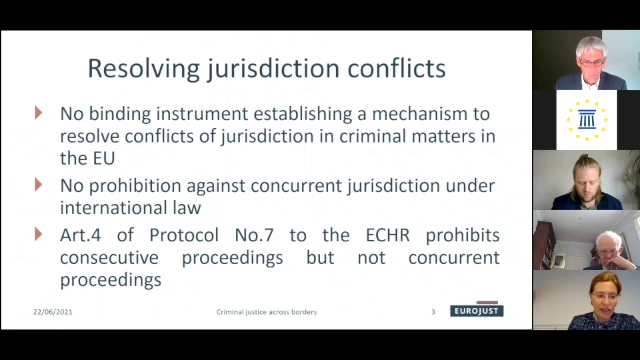 Resolving jurisdiction conflicts
No binding instrument establishing a mechanism to
resolve conflicts of jurisdiction in criminal matters in
the EU
No prohibition against concurrent jurisdiction under
international law
Art.4 of Protocol No.7 to the ECHR prohibits
consecutive proceedings but not concurrent
proceedings
22/06/2021
Criminal justice across borders
3
EUROJUST